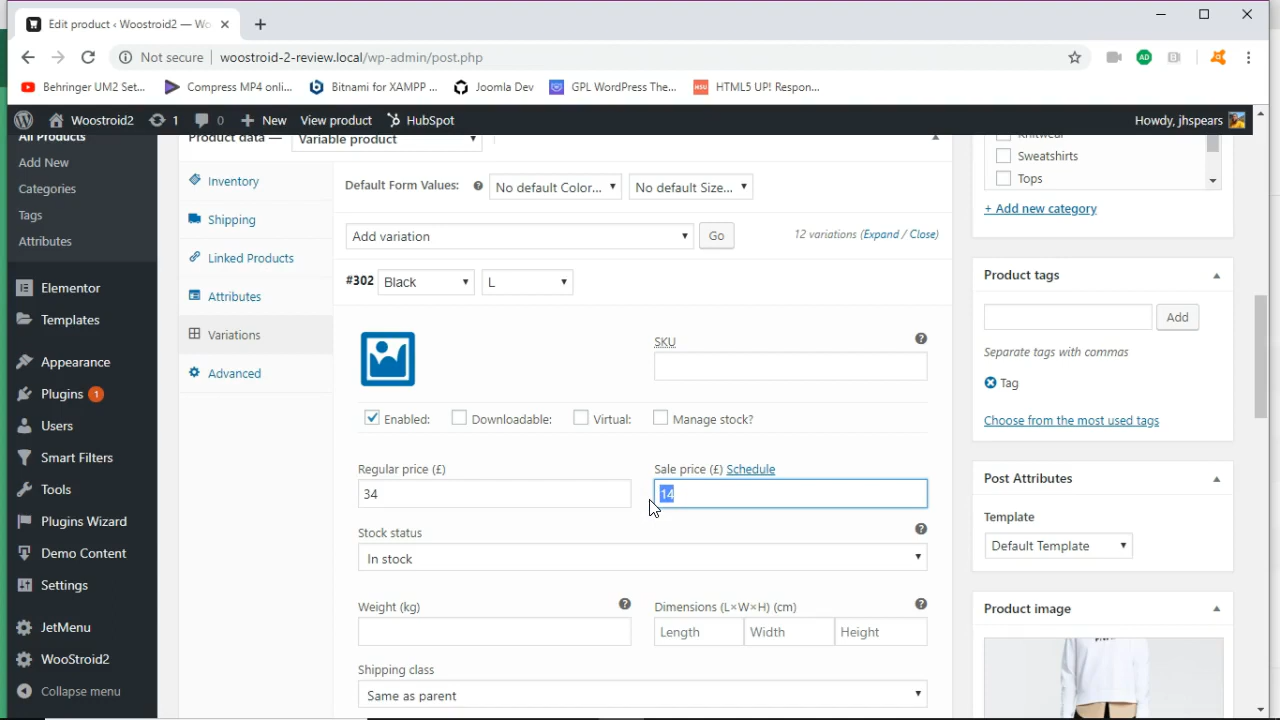 Edit product ‹ Woostroid2 — Wo
Not secure woostroid-2-review.local/wp-admin/post.php
Behringer UM2 Set... Compress MP4 onli... Bitnami for XAMPP ... Joomla Dev GPL WordPress The... HTML5 UP! Respon...
Woostroid2 1 0 New View product HubSpot Howdy, jhspears
All Products
Add New
Categories
Tags
Attributes
Elementor
Templates
Appearance
Plugins 1
Users
Smart Filters
Tools
Plugins Wizard
Demo Content
Settings
JetMenu
WooStroid2
Collapse menu
Product data — Variable product
Inventory
Shipping
Linked Products
Attributes
Variations
Advanced
Default Form Values: No default Color... No default Size...
Add variation Go 12 variations (Expand / Close)
#302 Black L
SKU
Enabled: Downloadable: Virtual: Manage stock?
Regular price (£) Sale price (£) Schedule
34 14
Stock status
In stock
Weight (kg) Dimensions (L×W×H) (cm)
Length Width Height
Shipping class
Same as parent
Knitwear
Sweatshirts
Tops
+ Add new category
Product tags
Add
Separate tags with commas
Tag
Choose from the most used tags
Post Attributes
Template
Default Template
Product image